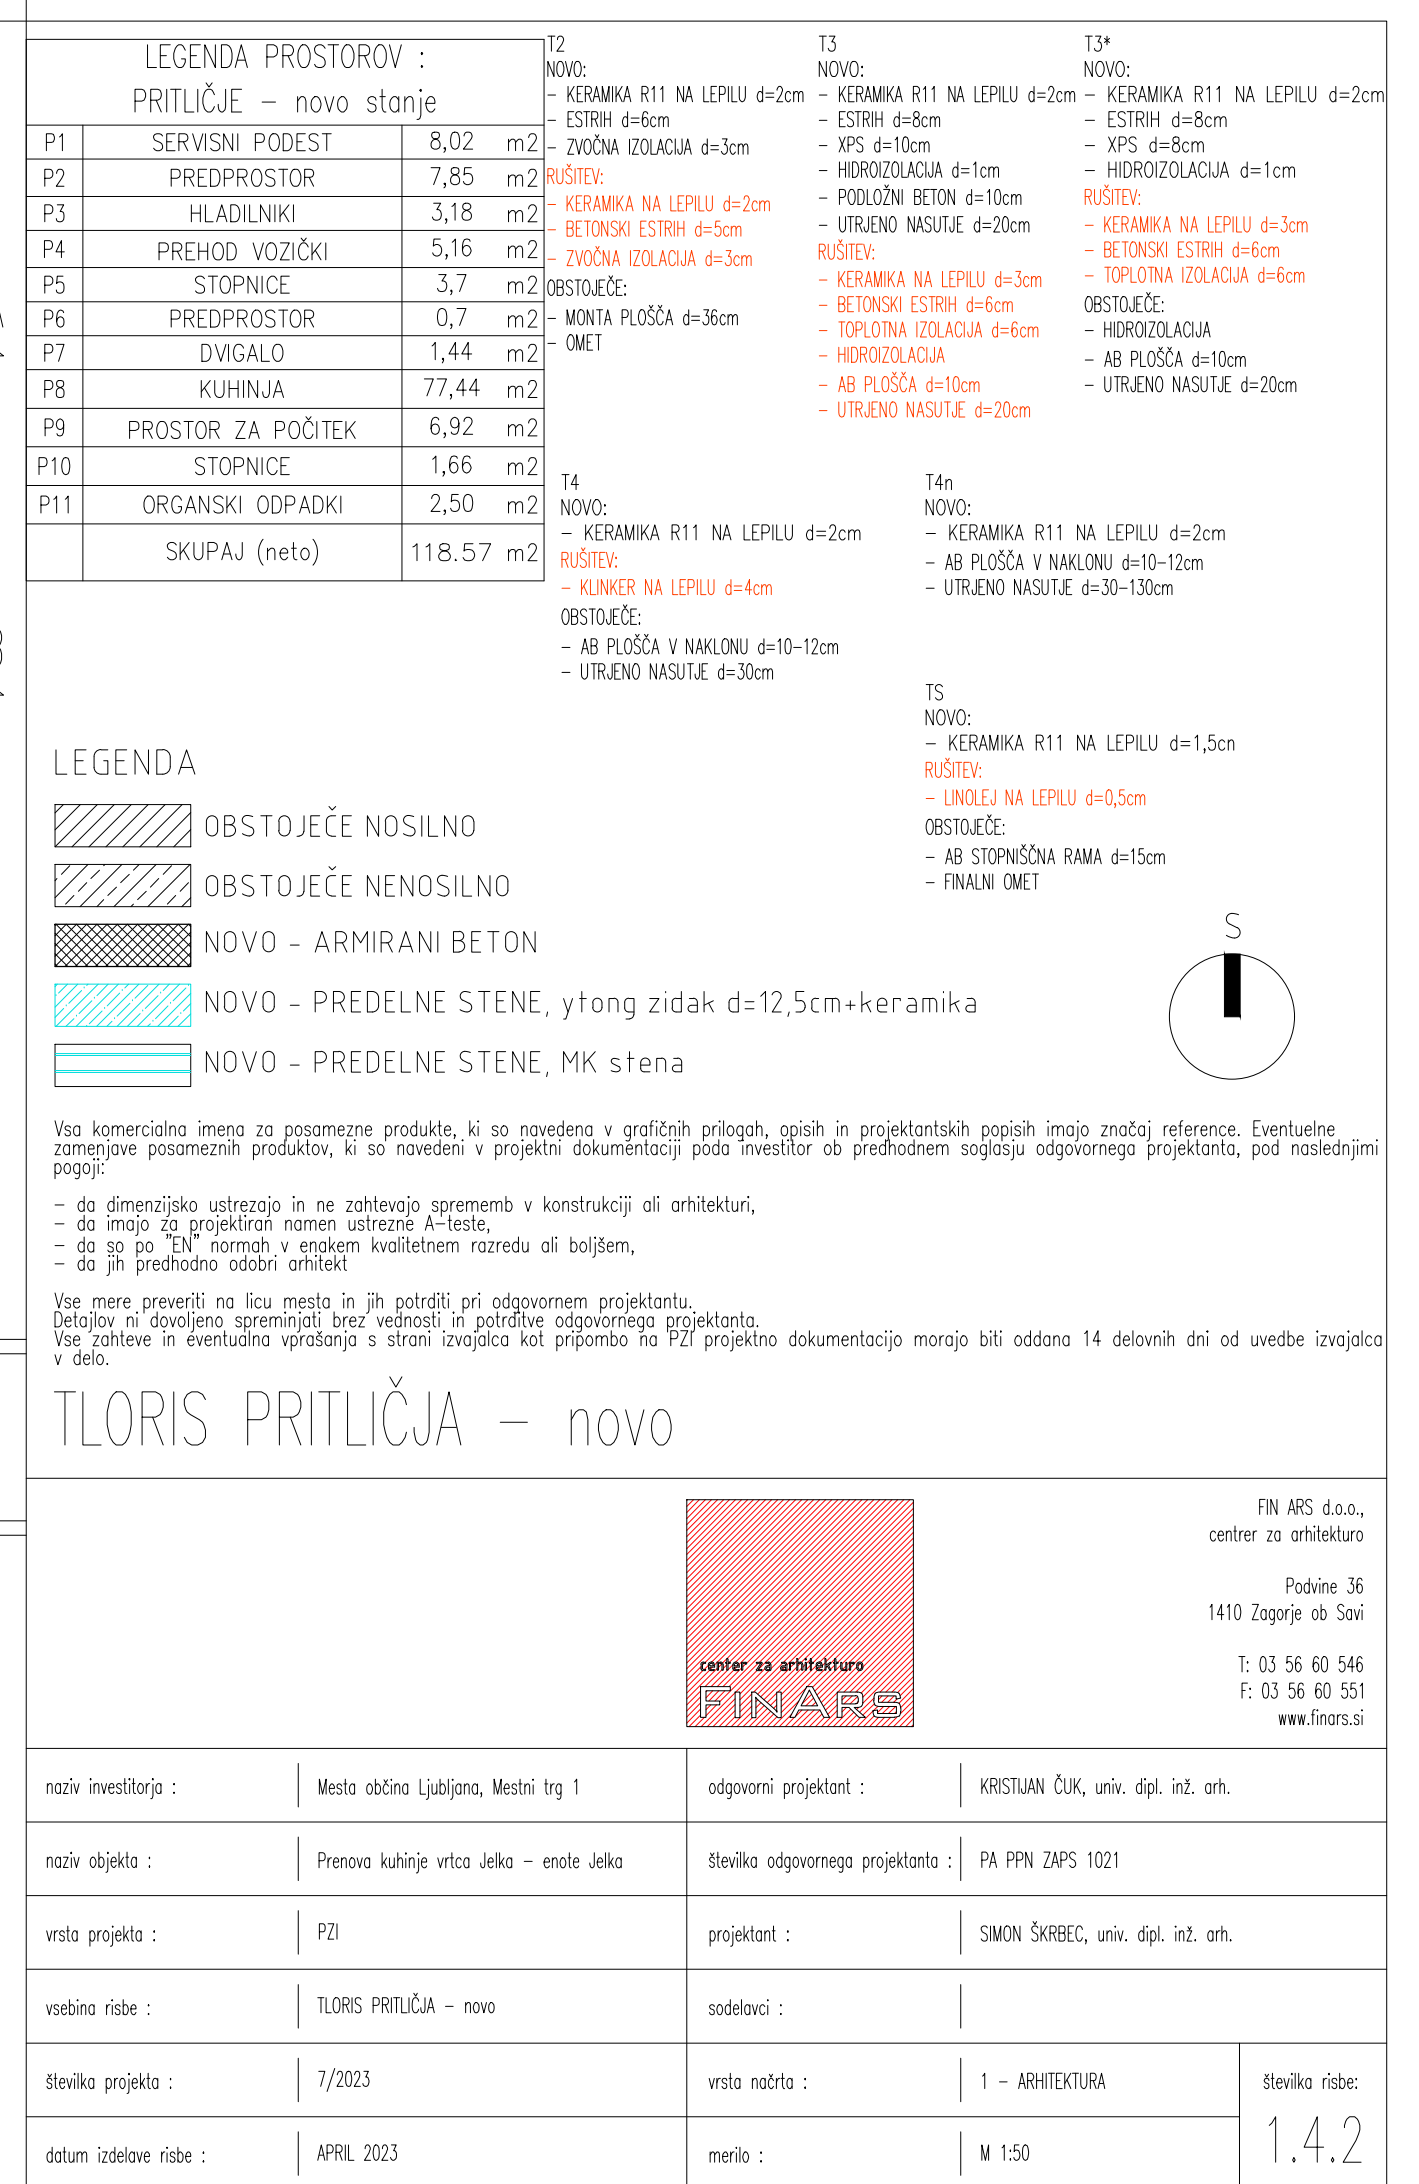 LEGENDA PROSTOROV :
PRITLIČJE – novo stanje
P1 SERVISNI PODEST 8,02 m2
P2 PREDPROSTOR 7,85 m2
P3 HLADILNIKI 3,18 m2
P4 PREHOD VOZIČKI 5,16 m2
P5 STOPNICE 3,7 m2
P6 PREDPROSTOR 0,7 m2
P7 DVIGALO 1,44 m2
P8 KUHINJA 77,44 m2
P9 PROSTOR ZA POČITEK 6,92 m2
P10 STOPNICE 1,66 m2
P11 ORGANSKI ODPADKI 2,50 m2
SKUPAJ (neto) 118.57 m2
T2
NOVO:
– KERAMIKA R11 NA LEPILU d=2cm
– ESTRIH d=6cm
– ZVOČNA IZOLACIJA d=3cm
RUŠITEV:
– KERAMIKA NA LEPILU d=2cm
– BETONSKI ESTRIH d=5cm
– ZVOČNA IZOLACIJA d=3cm
OBSTOJEČE:
– MONTA PLOŠČA d=36cm
– OMET
T3
NOVO:
– KERAMIKA R11 NA LEPILU d=2cm
– ESTRIH d=8cm
– XPS d=10cm
– HIDROIZOLACIJA d=1cm
– PODLOŽNI BETON d=10cm
– UTRJENO NASUTJE d=20cm
RUŠITEV:
– KERAMIKA NA LEPILU d=3cm
– BETONSKI ESTRIH d=6cm
– TOPLOTNA IZOLACIJA d=6cm
– HIDROIZOLACIJA
– AB PLOŠČA d=10cm
– UTRJENO NASUTJE d=20cm
T3*
NOVO:
– KERAMIKA R11 NA LEPILU d=2cm
– ESTRIH d=8cm
– XPS d=8cm
– HIDROIZOLACIJA d=1cm
RUŠITEV:
– KERAMIKA NA LEPILU d=3cm
– BETONSKI ESTRIH d=6cm
– TOPLOTNA IZOLACIJA d=6cm
OBSTOJEČE:
– HIDROIZOLACIJA
– AB PLOŠČA d=10cm
– UTRJENO NASUTJE d=20cm
T4
NOVO:
– KERAMIKA R11 NA LEPILU d=2cm
RUŠITEV:
– KLINKER NA LEPILU d=4cm
OBSTOJEČE:
– AB PLOŠČA V NAKLONU d=10–12cm
– UTRJENO NASUTJE d=30cm
T4n
NOVO:
– KERAMIKA R11 NA LEPILU d=2cm
– AB PLOŠČA V NAKLONU d=10–12cm
– UTRJENO NASUTJE d=30–130cm
TS
NOVO:
– KERAMIKA R11 NA LEPILU d=1,5cn
RUŠITEV:
– LINOLEJ NA LEPILU d=0,5cm
OBSTOJEČE:
– AB STOPNIŠČNA RAMA d=15cm
– FINALNI OMET
LEGENDA
OBSTOJEČE NOSILNO
OBSTOJEČE NENOSILNO
NOVO – ARMIRANI BETON
NOVO – PREDELNE STENE, ytong zidak d=12,5cm+keramika
NOVO – PREDELNE STENE, MK stena
S
Vsa komercialna imena za posamezne produkte, ki so navedena v grafičnih prilogah, opisih in projektantskih popisih imajo značaj reference. Eventuelne
zamenjave posameznih produktov, ki so navedeni v projektni dokumentaciji poda investitor ob predhodnem soglasju odgovornega projektanta, pod naslednjimi
pogoji:
– da dimenzijsko ustrezajo in ne zahtevajo sprememb v konstrukciji ali arhitekturi,
– da imajo za projektiran namen ustrezne A–teste,
– da so po "EN" normah v enakem kvalitetnem razredu ali boljšem,
– da jih predhodno odobri arhitekt
Vse mere preveriti na licu mesta in jih potrditi pri odgovornem projektantu.
Detajlov ni dovoljeno spreminjati brez vednosti in potrditve odgovornega projektanta.
Vse zahteve in eventualna vprašanja s strani izvajalca kot pripombo na PZI projektno dokumentacijo morajo biti oddana 14 delovnih dni od uvedbe izvajalca
v delo.
TLORIS PRITLIČJA – novo
center za arhitekturo
FINARS
FIN ARS d.o.o.,
centrer za arhitekturo
Podvine 36
1410 Zagorje ob Savi
T: 03 56 60 546
F: 03 56 60 551
www.finars.si
naziv investitorja : Mesta občina Ljubljana, Mestni trg 1
odgovorni projektant : KRISTIJAN ČUK, univ. dipl. inž. arh.
naziv objekta : Prenova kuhinje vrtca Jelka – enote Jelka
številka odgovornega projektanta : PA PPN ZAPS 1021
vrsta projekta : PZI
projektant : SIMON ŠKRBEC, univ. dipl. inž. arh.
vsebina risbe : TLORIS PRITLIČJA – novo
sodelavci :
številka projekta : 7/2023
vrsta načrta : 1 – ARHITEKTURA
številka risbe:
1.4.2
datum izdelave risbe : APRIL 2023
merilo : M 1:50